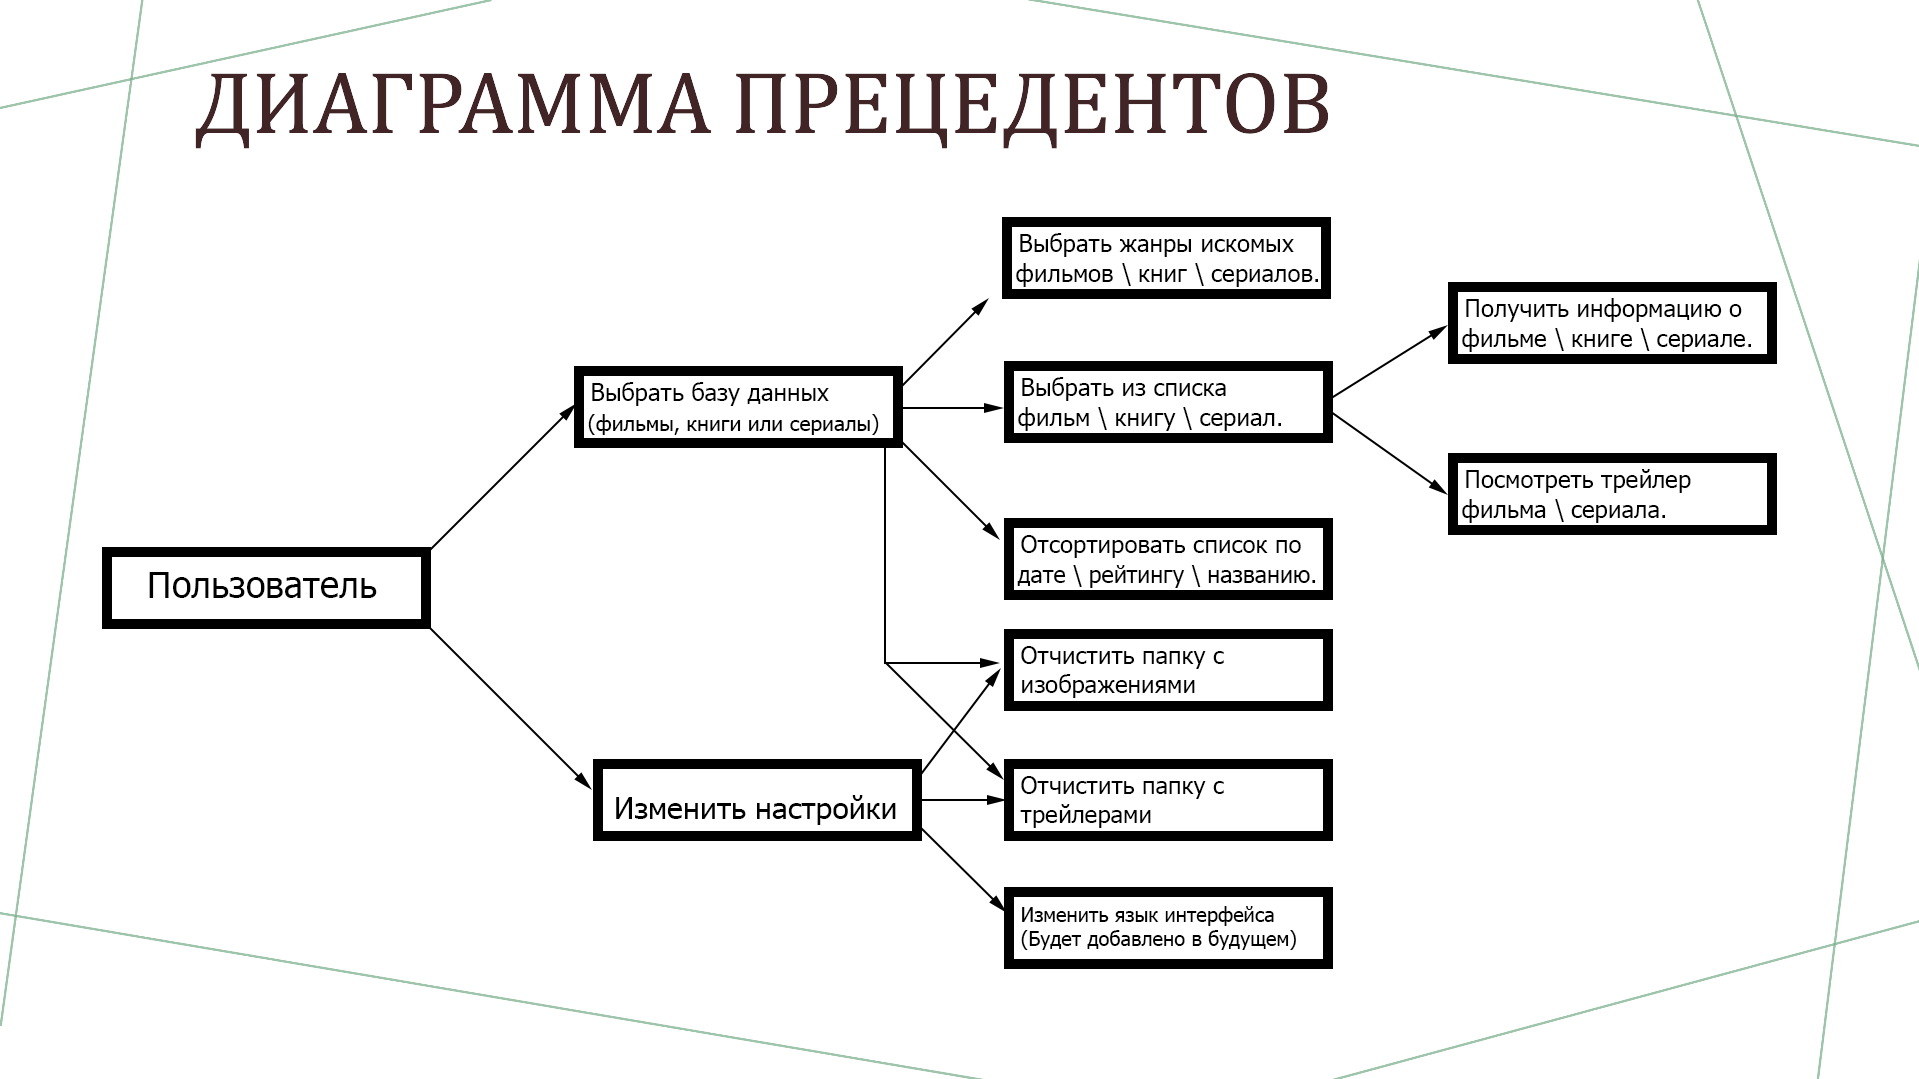 ДИАГРАММА ПРЕЦЕДЕНТОВ
Выбрать жанры искомых
фильмов \ книг \ сериалов.
Получить информацию о
фильме \ книге \ сериале.
Выбрать базу данных
(фильмы, книги или сериалы)
Выбрать из списка
фильм \ книгу \ сериал.
Посмотреть трейлер
фильма \ сериала.
Отсортировать список по
дате \ рейтингу \ названию.
Пользователь
Отчистить папку с
изображениями
Изменить настройки
Отчистить папку с
трейлерами
Изменить язык интерфейса
(Будет добавлено в будущем)